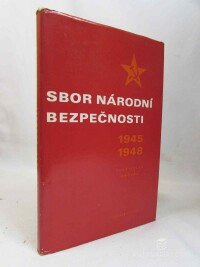 SBOR NÁRODNÍ
BEZPEČNOSTI
1945
1948